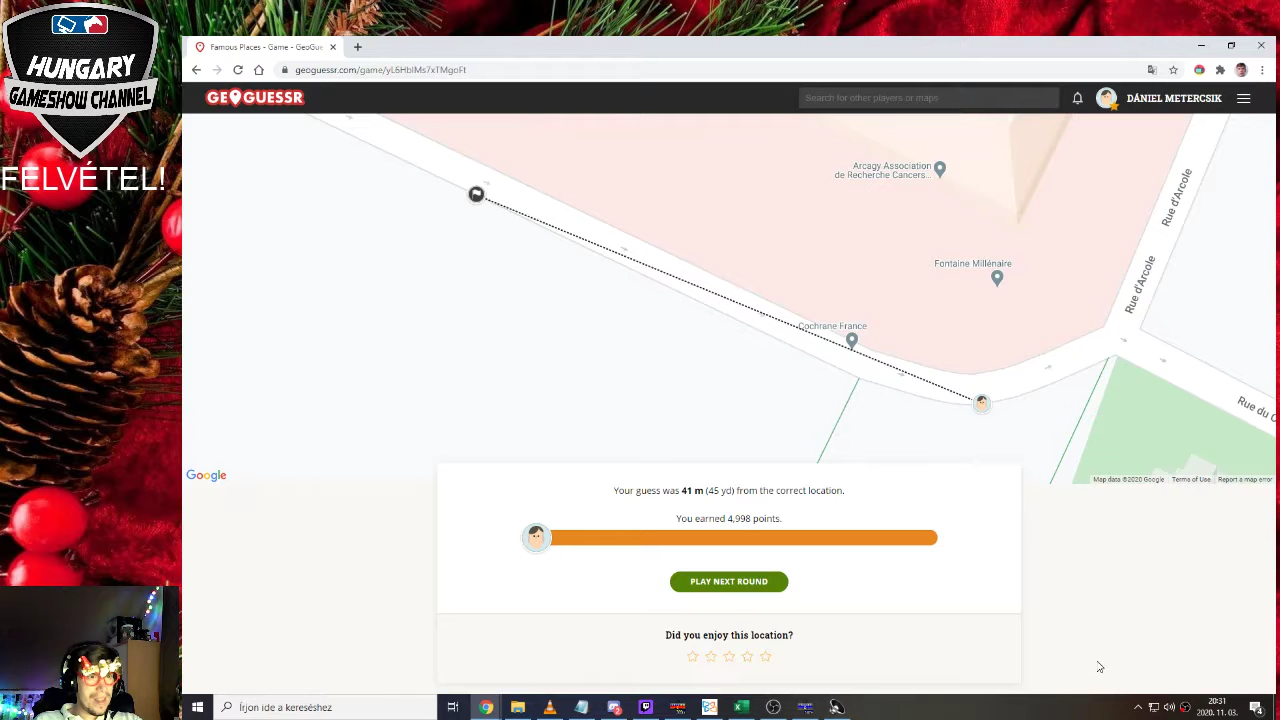 HUNGARY
GAMESHOW CHANNEL
FELVÉTEL!
Famous Places - Game - GeoGue
geoguessr.com/game/yL6HbIMs7xTMgoFt
GEOGUESSR
Search for other players or maps
DÁNIEL METERCSIK
Arcagy Association
de Recherche Cancers...
Rue d'Arcole
Fontaine Millénaire
Rue d'Arcole
Cochrane France
Rue du C
Google
Map data ©2020 Google
Terms of Use
Report a map error
Your guess was 41 m (45 yd) from the correct location.
You earned 4,998 points.
PLAY NEXT ROUND
Did you enjoy this location?
Írjon ide a kereséshez
20:31
2020. 11. 03.
4